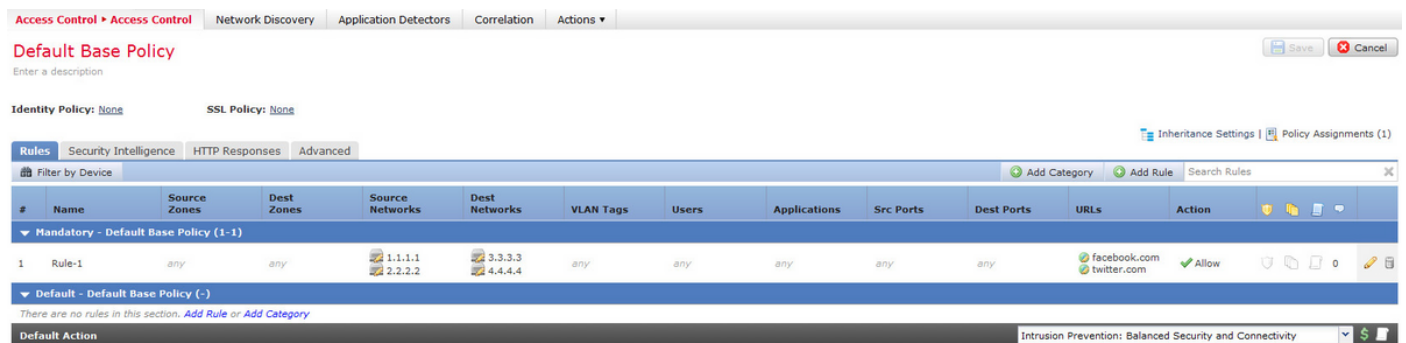 Access Control ▸ Access Control Network Discovery Application Detectors Correlation Actions ▾
Default Base Policy
Save Cancel
Enter a description
Identity Policy: None SSL Policy: None
Inheritance Settings | Policy Assignments (1)
Rules Security Intelligence HTTP Responses Advanced
Filter by Device Add Category Add Rule Search Rules
# Name Source Zones Dest Zones Source Networks Dest Networks VLAN Tags Users Applications Src Ports Dest Ports URLs Action
Mandatory - Default Base Policy (1-1)
1 Rule-1 any any 1.1.1.1 3.3.3.3 any any any any any facebook.com Allow 0
2.2.2.2 4.4.4.4 twitter.com
Default - Default Base Policy (-)
There are no rules in this section. Add Rule or Add Category
Default Action Intrusion Prevention: Balanced Security and Connectivity $